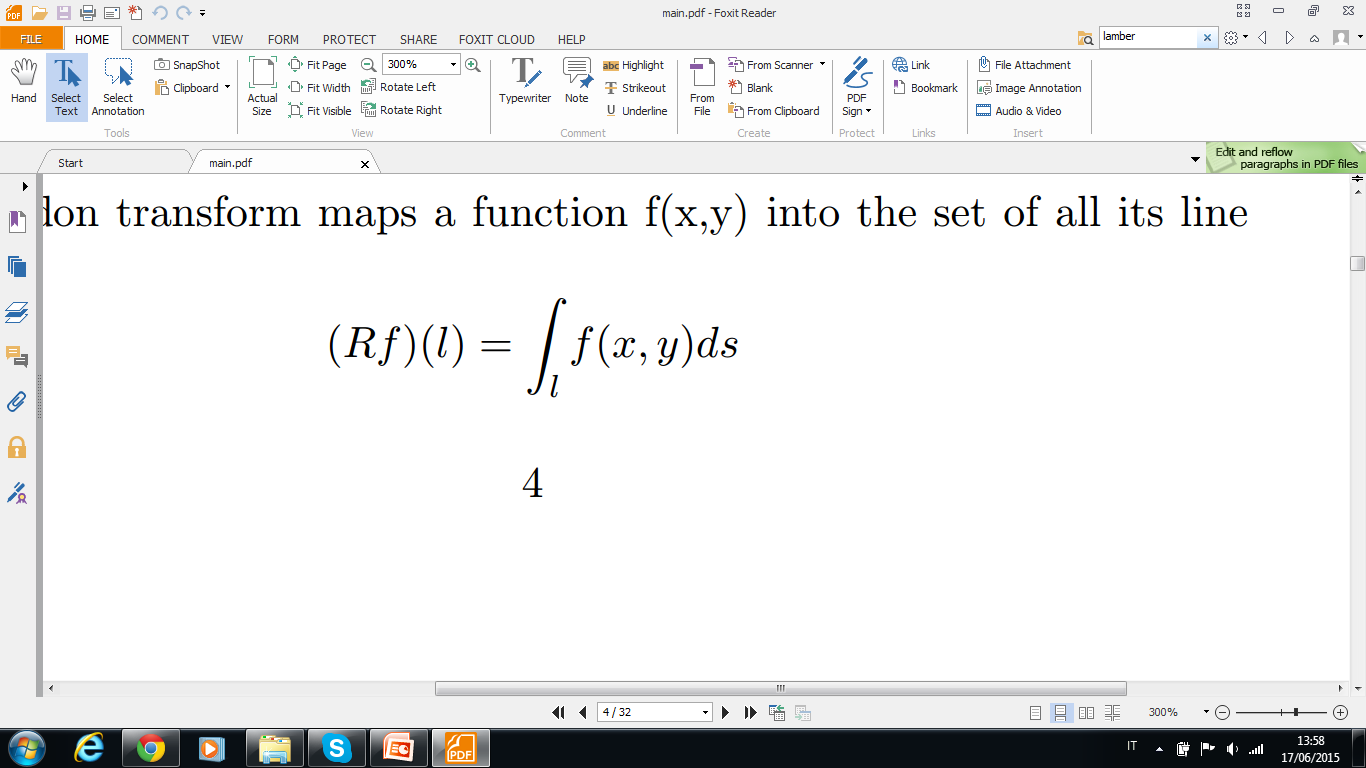 main.pdf - Foxit Reader
FILE HOME COMMENT VIEW FORM PROTECT SHARE FOXIT CLOUD HELP lamber
Hand
Select Text
Select Annotation
SnapShot
Clipboard
Tools
Actual Size
Fit Page
Fit Width
Fit Visible
300%
Rotate Left
Rotate Right
View
Typewriter
Note
abc Highlight
T Strikeout
U Underline
Comment
From File
From Scanner
Blank
From Clipboard
Create
PDF Sign
Protect
Link
Bookmark
Links
File Attachment
Image Annotation
Audio & Video
Insert
Start main.pdf
Edit and reflow
paragraphs in PDF files
don transform maps a function f(x,y) into the set of all its line
(Rf)(l) = ∫_l f(x, y)ds
4
4 / 32 300%
IT 13:58
17/06/2015
PDF